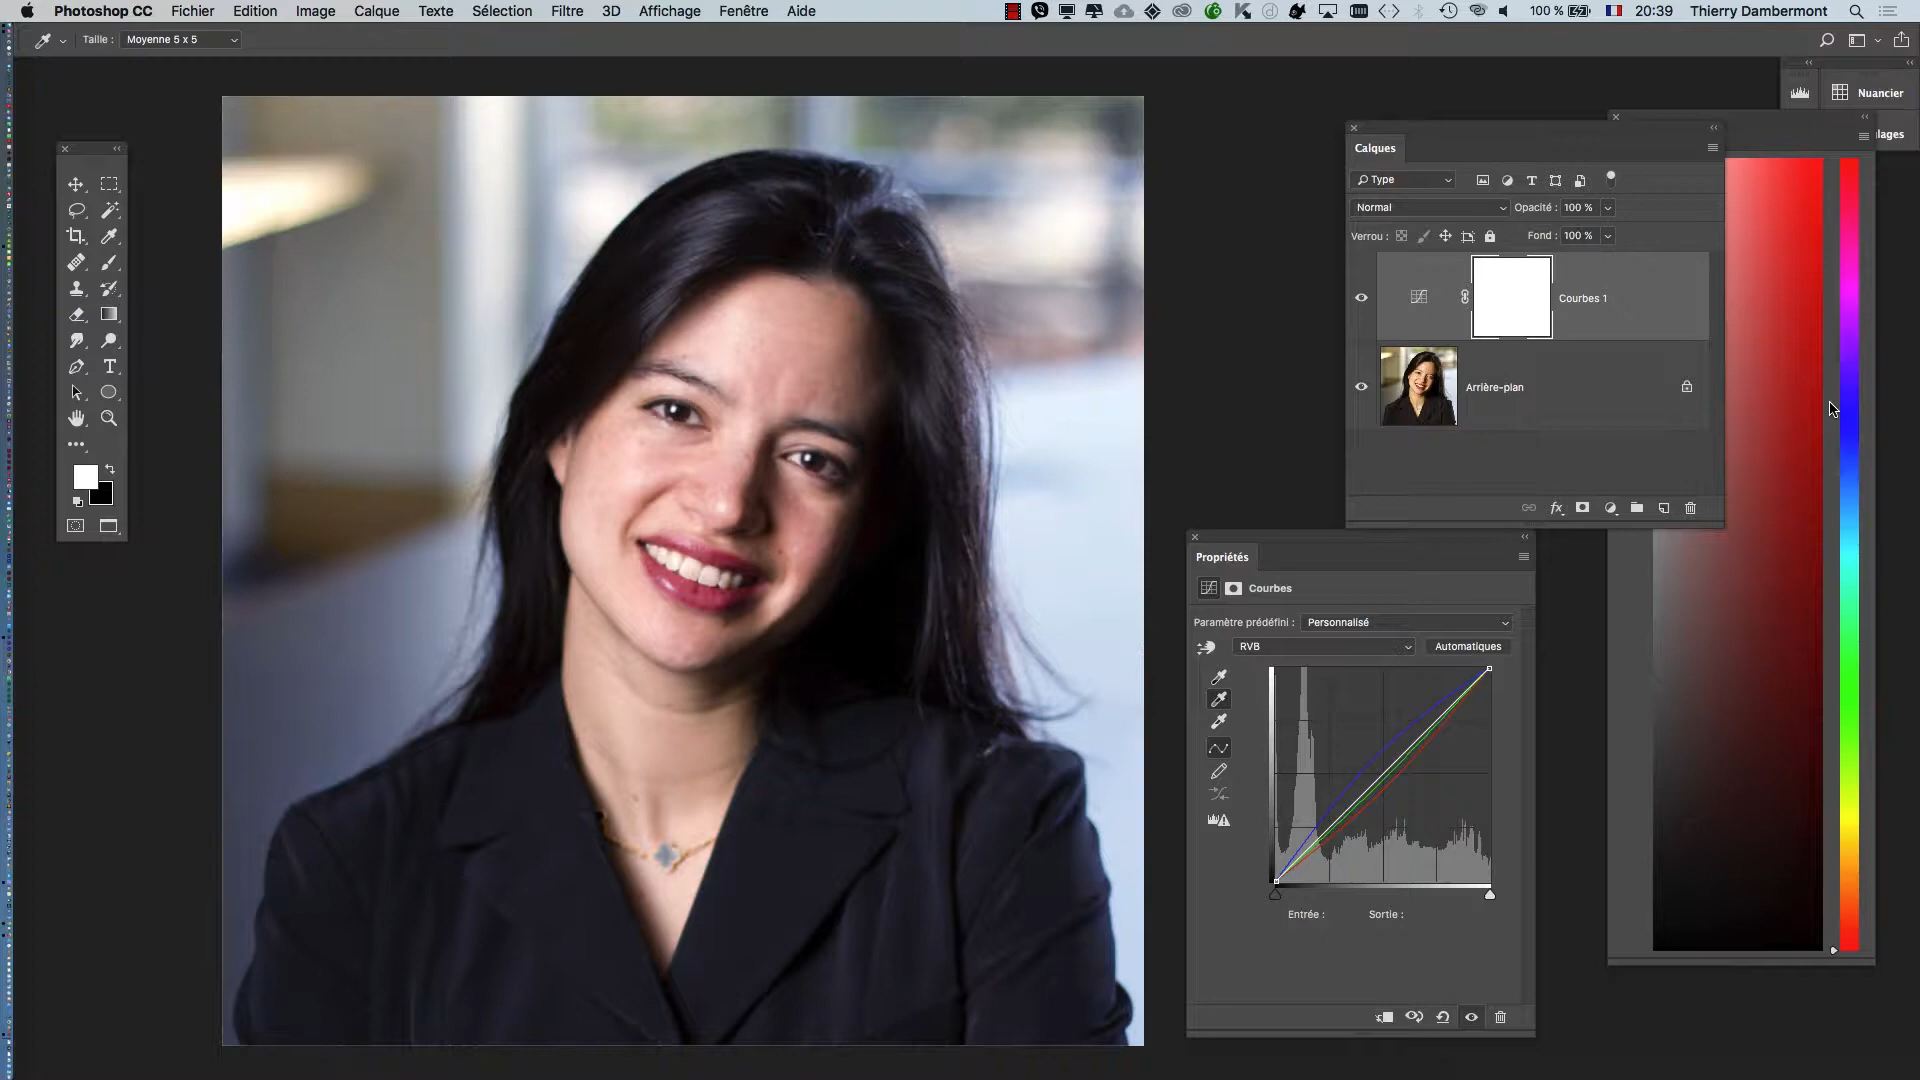 Photoshop CC Fichier Edition Image Calque Texte Sélection Filtre 3D Affichage Fenêtre Aide 100 % 20:39 Thierry Dambermont
Taille : Moyenne 5 x 5
Nuancier
lages
Calques
Type
Normal Opacité : 100 %
Verrou : Fond : 100 %
Courbes 1
Arrière-plan
Propriétés
Courbes
Paramètre prédéfini : Personnalisé
RVB Automatiques
Entrée : Sortie :